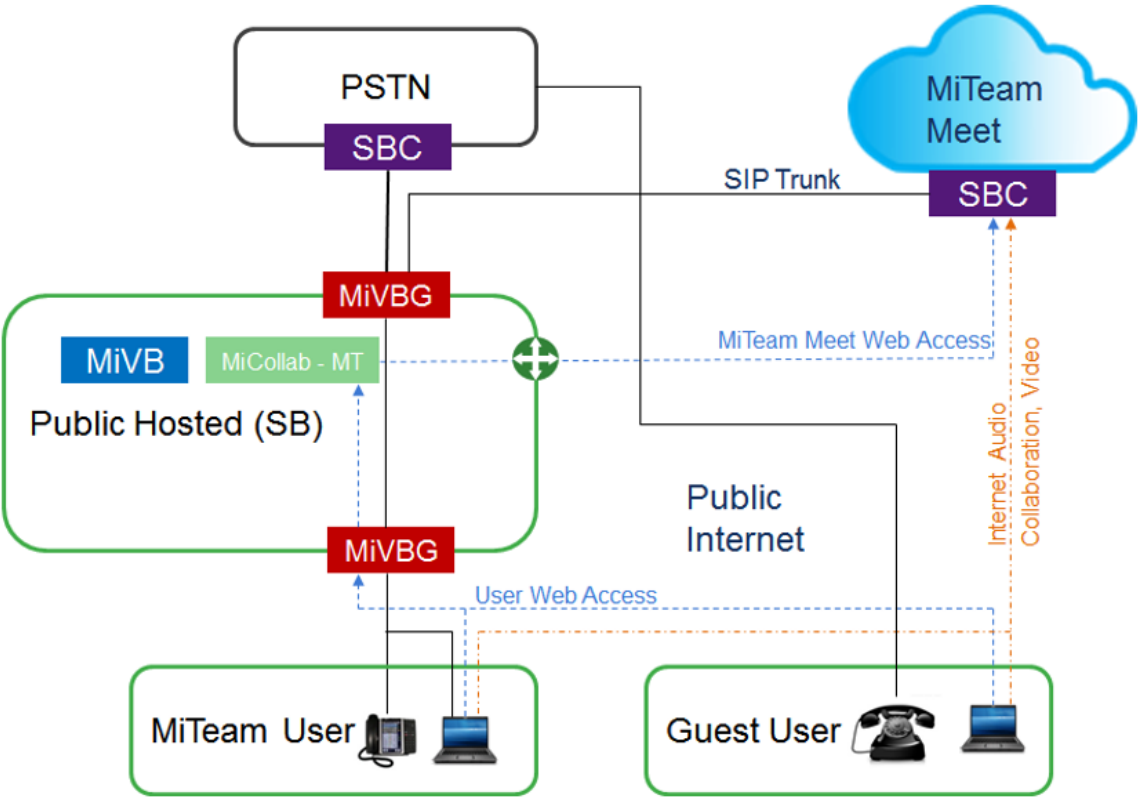 PSTN
SBC
MiTeam
Meet
SBC
SIP Trunk
MiVBG
MiVB
MiCollab - MT
MiTeam Meet Web Access
Public Hosted (SB)
Internet Audio
Collaboration, Video
Public
Internet
MiVBG
User Web Access
MiTeam User
Guest User